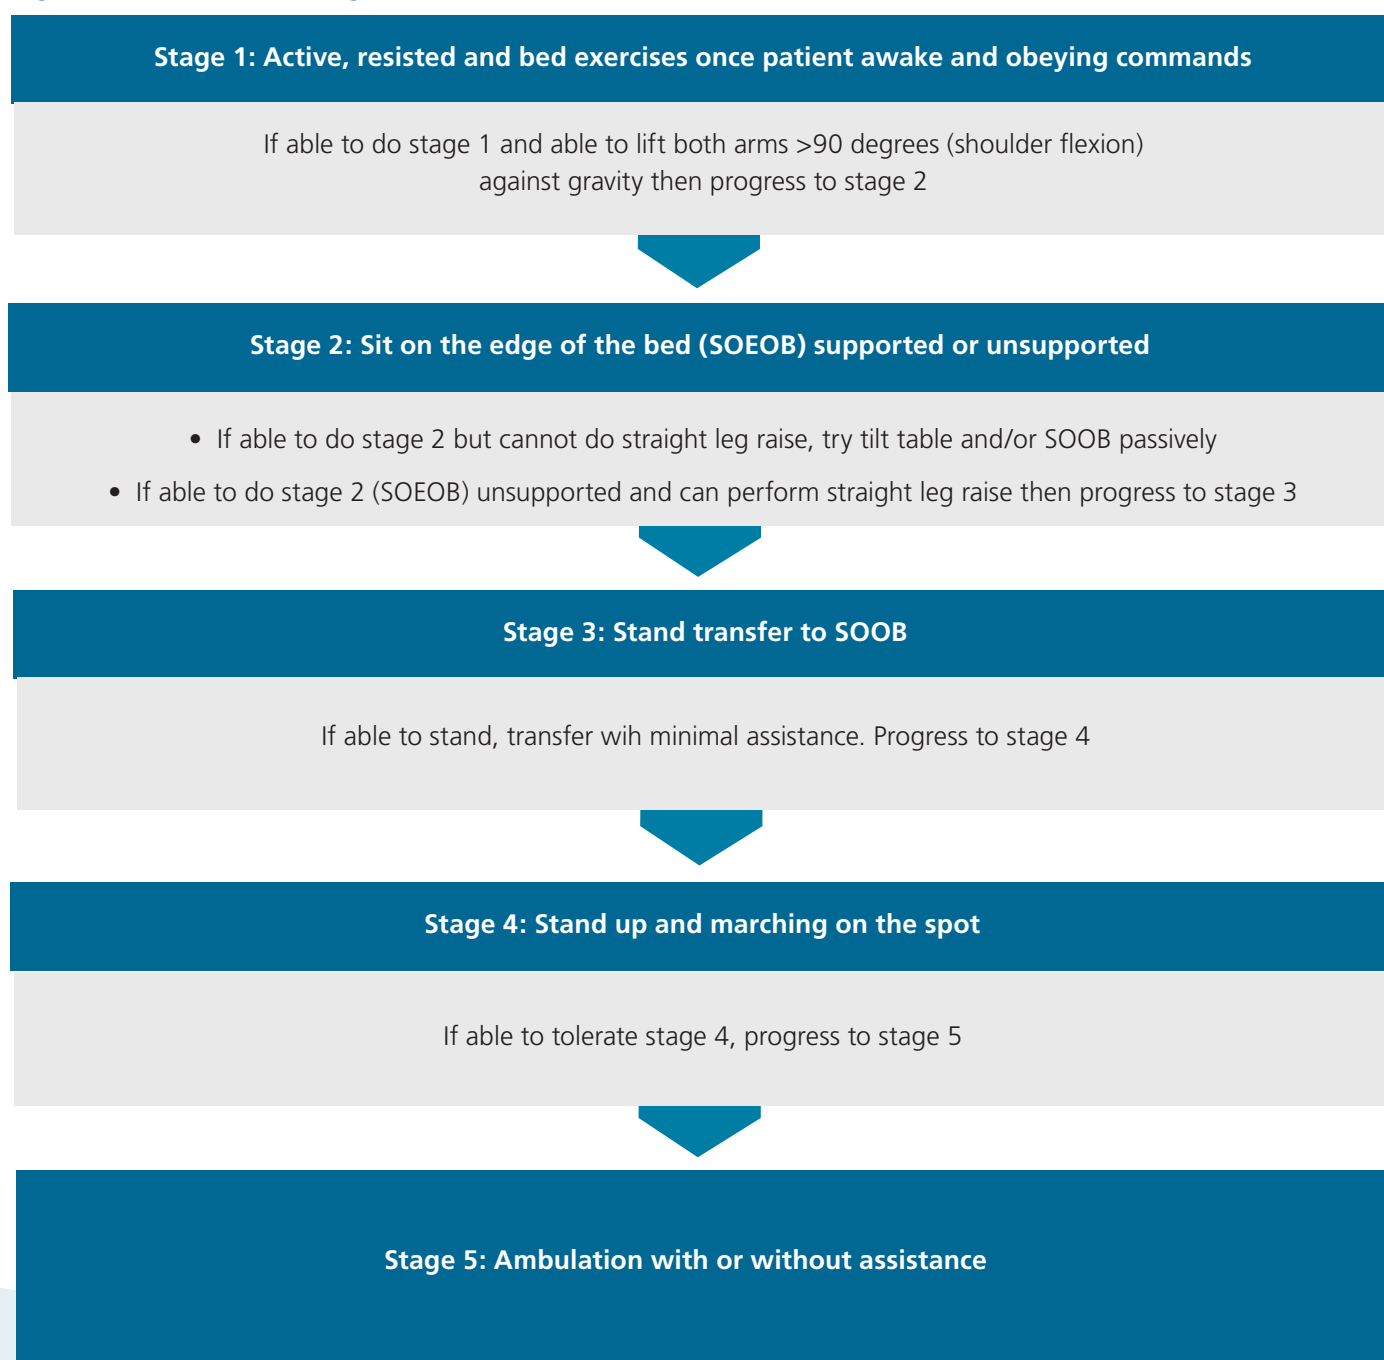 Stage 1: Active, resisted and bed exercises once patient awake and obeying commands
If able to do stage 1 and able to lift both arms >90 degrees (shoulder flexion)
against gravity then progress to stage 2
Stage 2: Sit on the edge of the bed (SOEOB) supported or unsupported
• If able to do stage 2 but cannot do straight leg raise, try tilt table and/or SOOB passively
• If able to do stage 2 (SOEOB) unsupported and can perform straight leg raise then progress to stage 3
Stage 3: Stand transfer to SOOB
If able to stand, transfer wih minimal assistance. Progress to stage 4
Stage 4: Stand up and marching on the spot
If able to tolerate stage 4, progress to stage 5
Stage 5: Ambulation with or without assistance